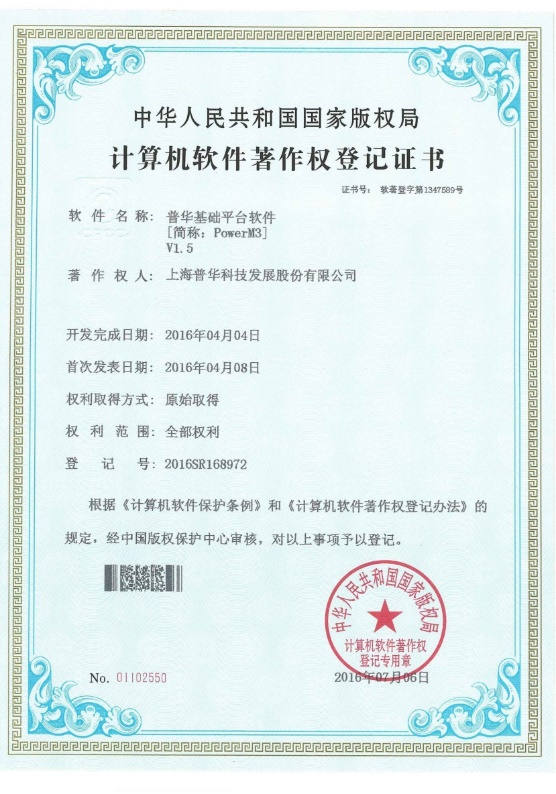 中华人民共和国国家版权局
计算机软件著作权登记证书
证书号： 软著登字第1347589号
软件名称： 普华基础平台软件
[简称：PowerM3]
V1.5
著作权人： 上海普华科技发展股份有限公司
开发完成日期： 2016年04月04日
首次发表日期： 2016年04月08日
权利取得方式： 原始取得
权利范围： 全部权利
登记号： 2016SR168972
根据《计算机软件保护条例》和《计算机软件著作权登记办法》的
规定，经中国版权保护中心审核，对以上事项予以登记。
中华人民共和国国家版权局
计算机软件著作权
登记专用章
No. 01102550
2016年07月06日